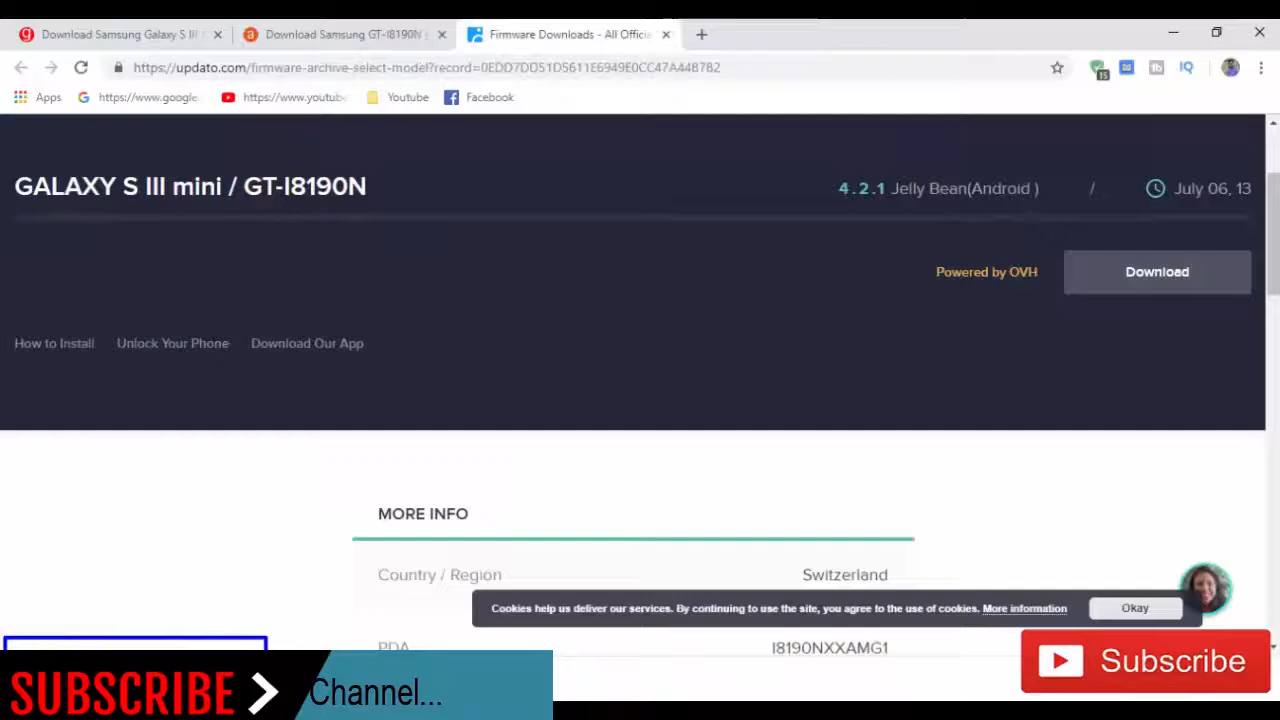 Download Samsung Galaxy S III
Download Samsung GT-I8190N
Firmware Downloads - All Officia
https://updato.com/firmware-archive-select-model?record=0EDD7DD51D5611E6949E0CC47A448782
15
IQ
Apps
https://www.google
https://www.youtube
Youtube
Facebook
GALAXY S III mini / GT-I8190N
4.2.1 Jelly Bean(Android ) / July 06, 13
Powered by OVH
Download
How to Install
Unlock Your Phone
Download Our App
MORE INFO
Country / Region
Switzerland
Cookies help us deliver our services. By continuing to use the site, you agree to the use of cookies. More information
Okay
PDA
I8190NXXAMG1
Subscribe
SUBSCRIBE
Channel...